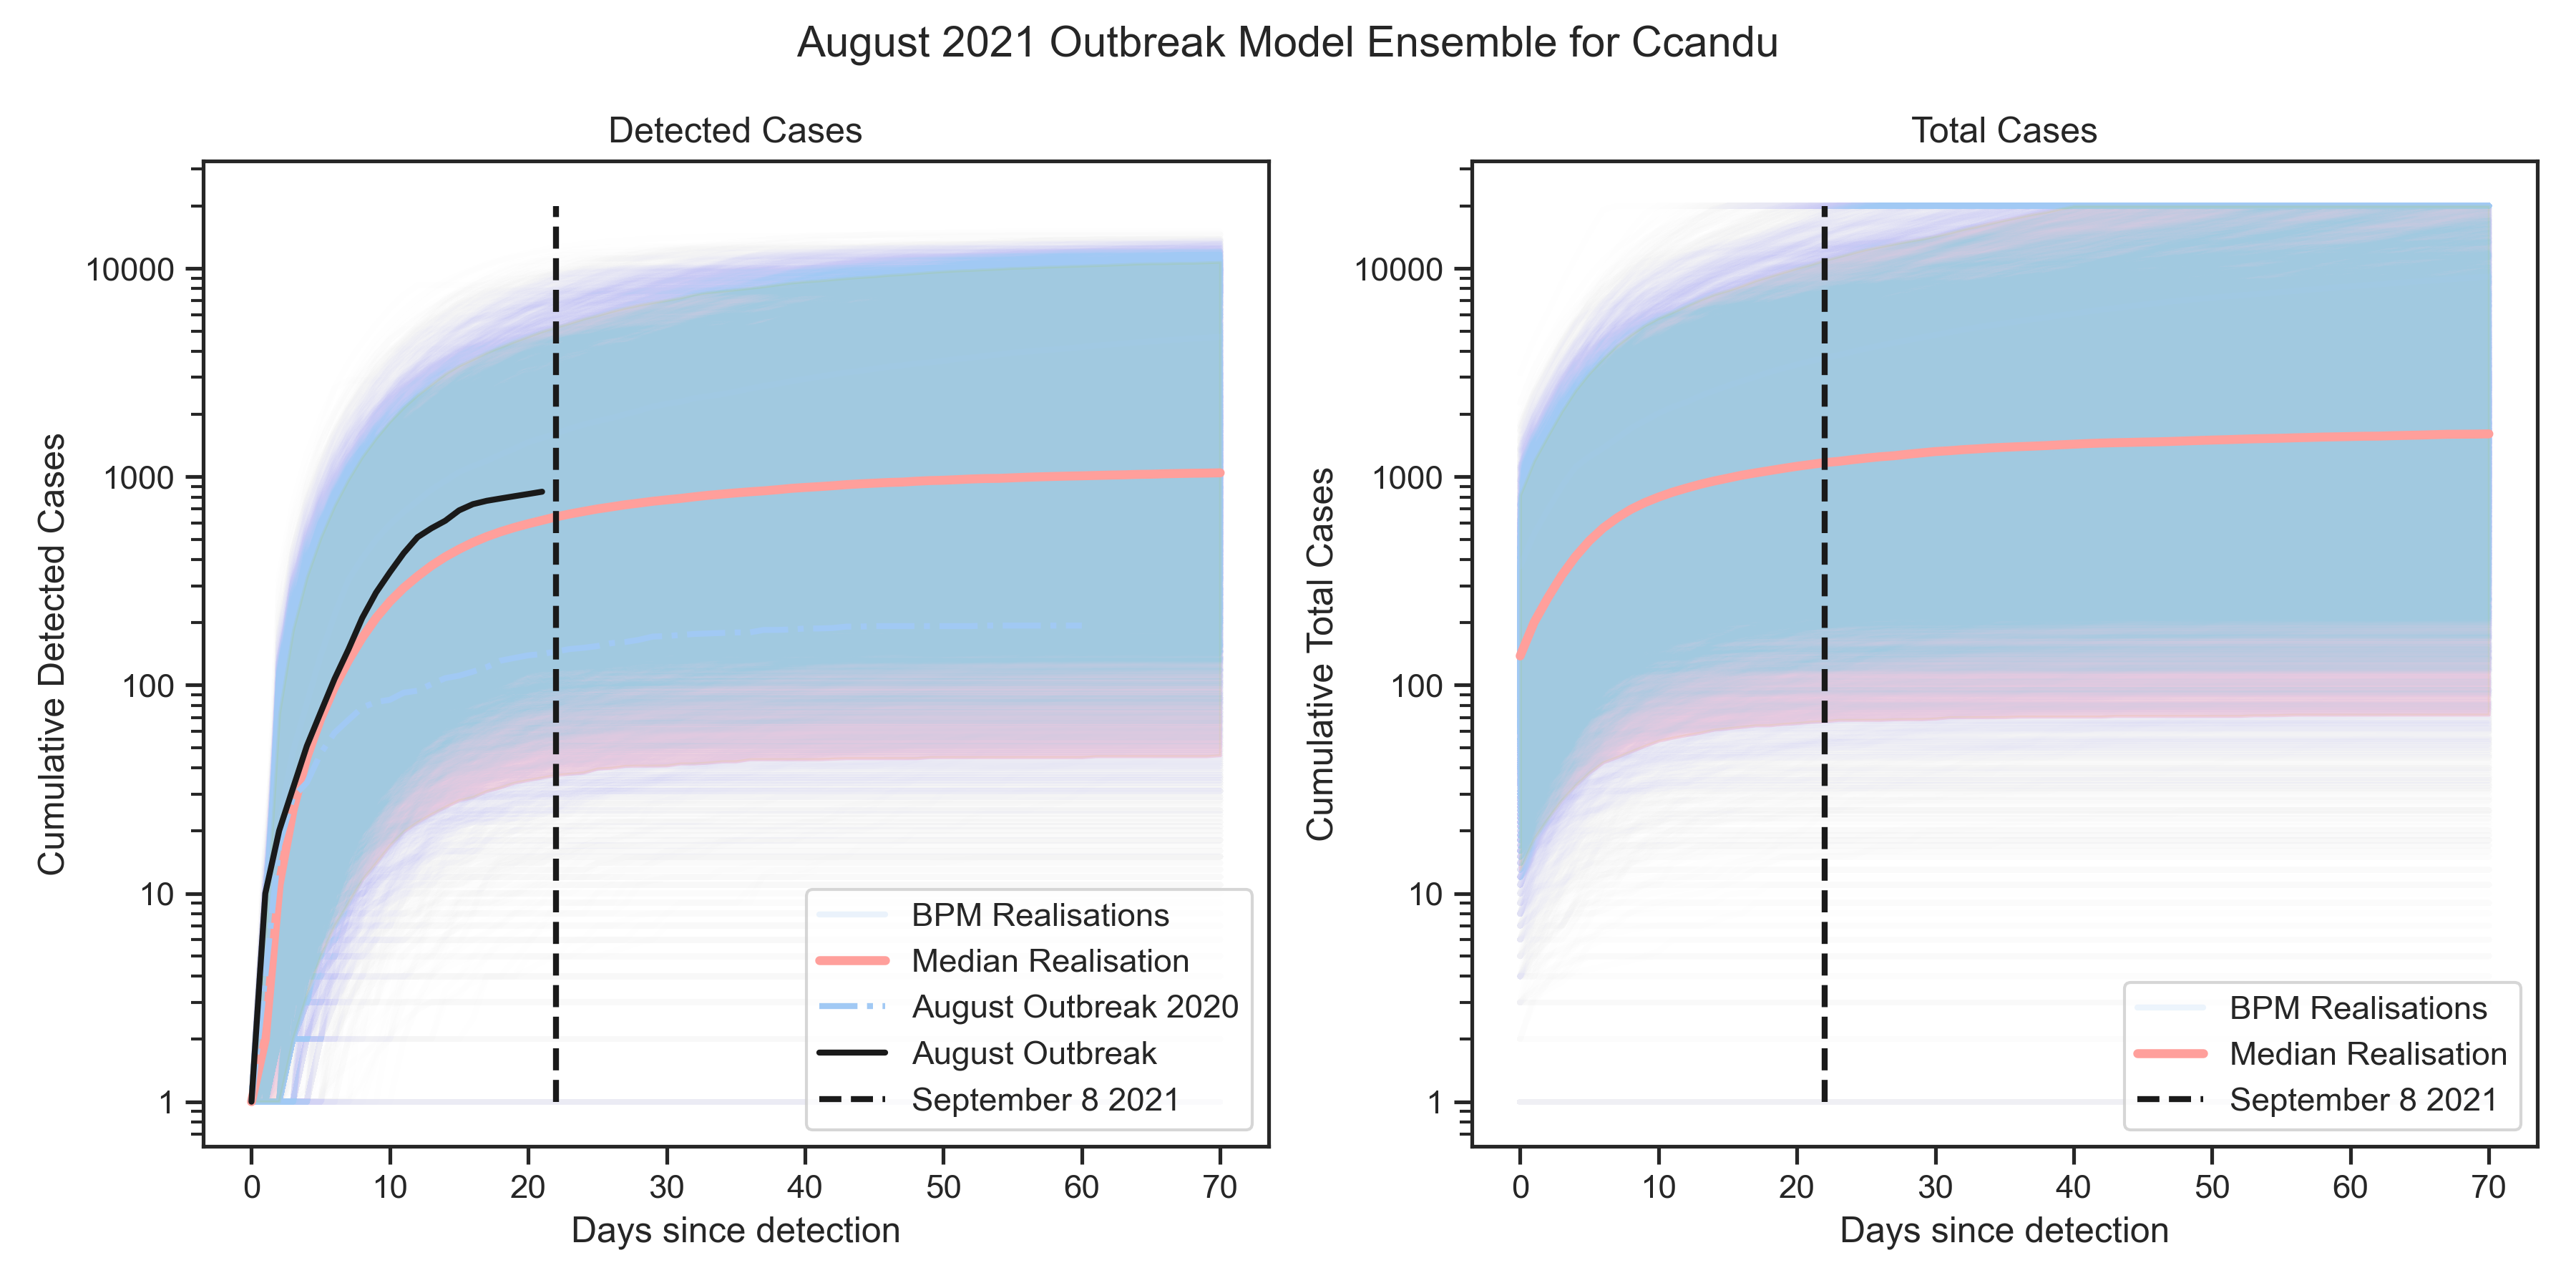 August 2021 Outbreak Model Ensemble for Ccandu
Detected Cases
Cumulative Detected Cases
10000
1000
100
10
1
0 10 20 30 40 50 60 70
Days since detection
BPM Realisations
Median Realisation
August Outbreak 2020
August Outbreak
September 8 2021
Total Cases
Cumulative Total Cases
10000
1000
100
10
1
0 10 20 30 40 50 60 70
Days since detection
BPM Realisations
Median Realisation
September 8 2021